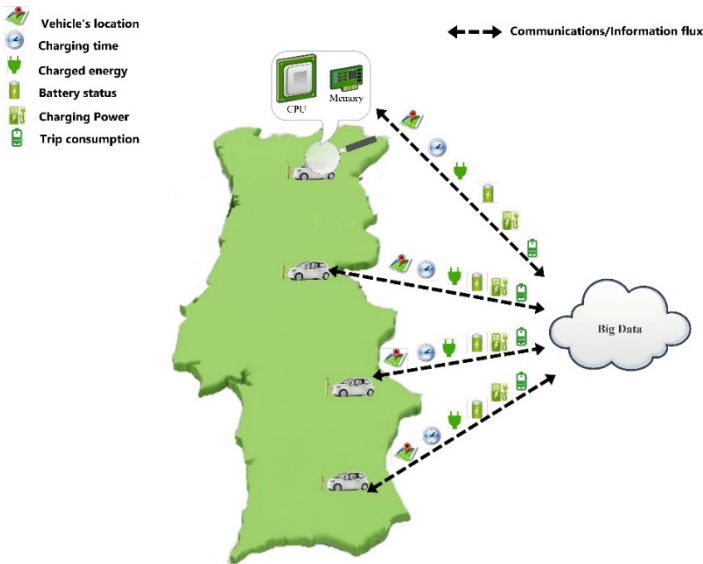 Vehicle's location
Charging time
Charged energy
Battery status
Charging Power
Trip consumption
Communications/Information flux
CPU
Memory
Big Data